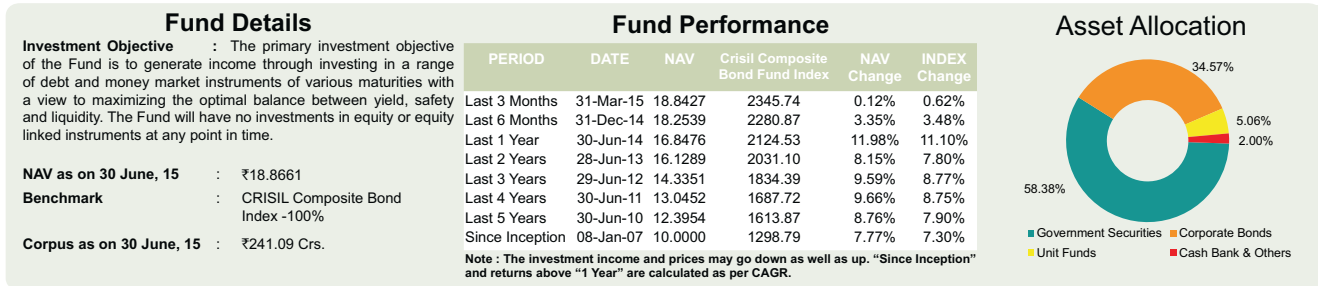 Fund Details
Investment Objective : The primary investment objective
of the Fund is to generate income through investing in a range
of debt and money market instruments of various maturities with
a view to maximizing the optimal balance between yield, safety
and liquidity. The Fund will have no investments in equity or equity
linked instruments at any point in time.
NAV as on 30 June, 15 : ₹18.8661
Benchmark : CRISIL Composite Bond
Index -100%
Corpus as on 30 June, 15 : ₹241.09 Crs.
Fund Performance
PERIOD DATE NAV Crisil Composite Bond Fund Index NAV Change INDEX Change
Last 3 Months 31-Mar-15 18.8427 2345.74 0.12% 0.62%
Last 6 Months 31-Dec-14 18.2539 2280.87 3.35% 3.48%
Last 1 Year 30-Jun-14 16.8476 2124.53 11.98% 11.10%
Last 2 Years 28-Jun-13 16.1289 2031.10 8.15% 7.80%
Last 3 Years 29-Jun-12 14.3351 1834.39 9.59% 8.77%
Last 4 Years 30-Jun-11 13.0452 1687.72 9.66% 8.75%
Last 5 Years 30-Jun-10 12.3954 1613.87 8.76% 7.90%
Since Inception 08-Jan-07 10.0000 1298.79 7.77% 7.30%
Note : The investment income and prices may go down as well as up. “Since Inception”
and returns above “1 Year” are calculated as per CAGR.
Asset Allocation
34.57%
5.06%
2.00%
58.38%
Government Securities Corporate Bonds
Unit Funds Cash Bank & Others